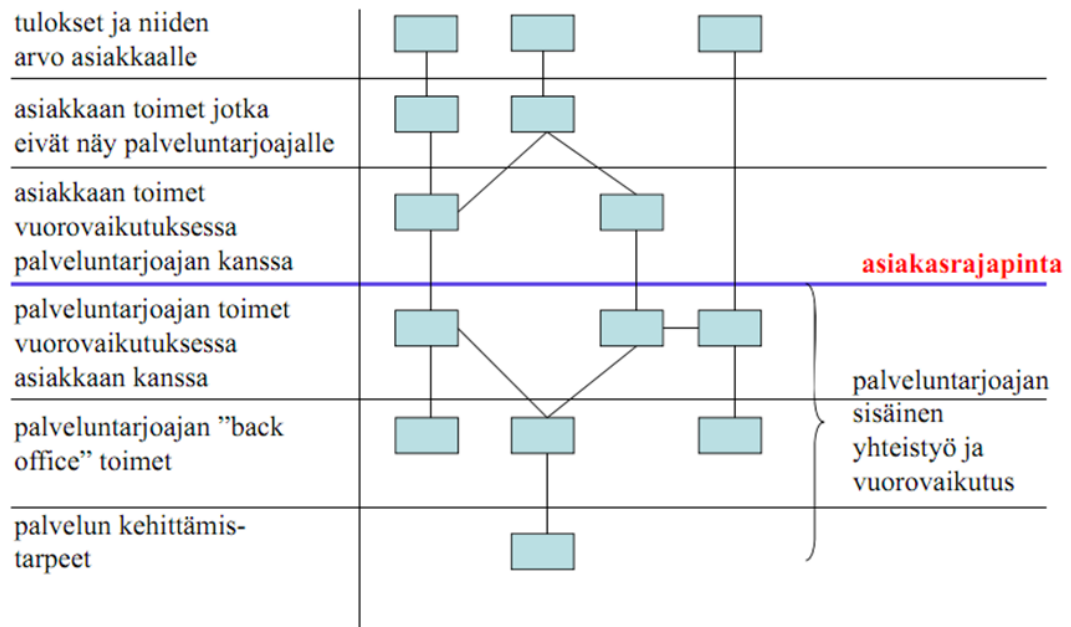 tulokset ja niiden
arvo asiakkaalle
asiakkaan toimet jotka
eivät näy palveluntarjoajalle
asiakkaan toimet
vuorovaikutuksessa
palveluntarjoajan kanssa
asiakasrajapinta
palveluntarjoajan toimet
vuorovaikutuksessa
asiakkaan kanssa
palveluntarjoajan ”back
office” toimet
palvelun kehittämis-
tarpeet
palveluntarjoajan
sisäinen
yhteistyö ja
vuorovaikutus